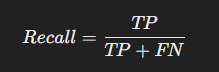 Recall = TP / TP + FN